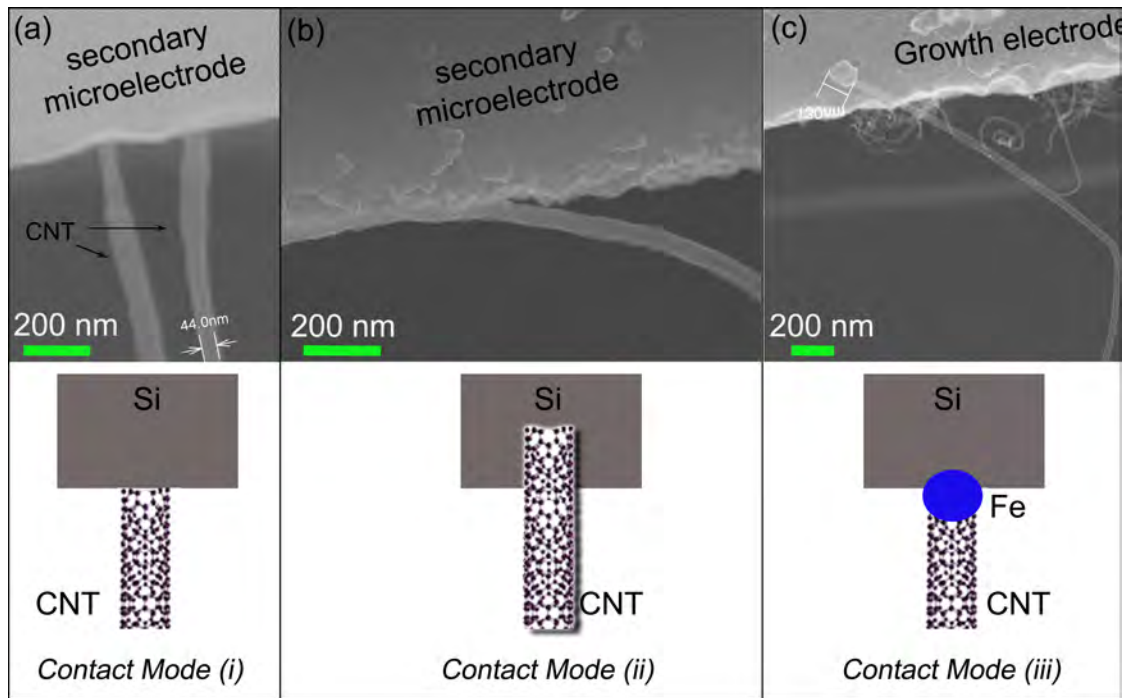 (a)
secondary
microelectrode
CNT
44.0nm
200 nm
(b)
secondary
microelectrode
200 nm
(c)
Growth electrode
130nm
200 nm
Si
CNT
Contact Mode (i)
Si
CNT
Contact Mode (ii)
Si
Fe
CNT
Contact Mode (iii)